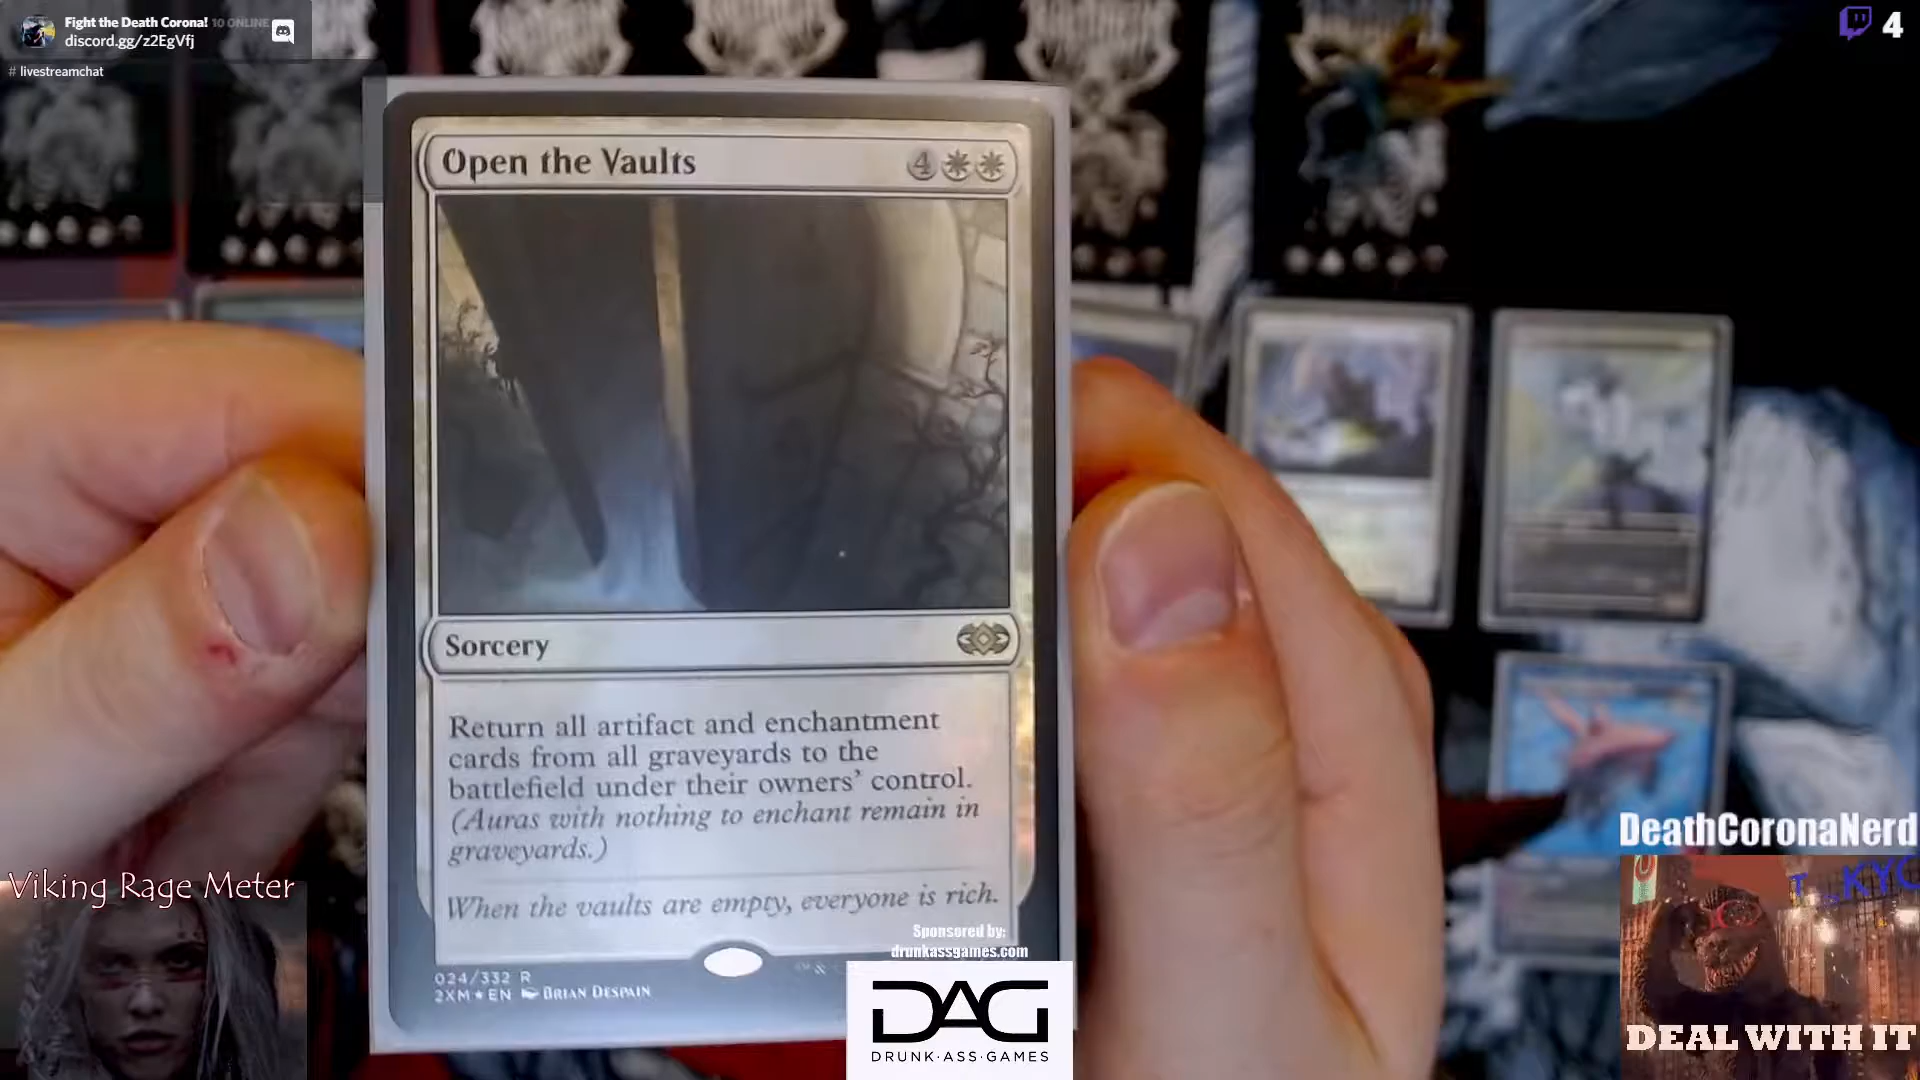 Fight the Death Corona! 10 ONLINE
discord.gg/z2EgVfj
# livestreamchat
4
Open the Vaults 4
Sorcery
Return all artifact and enchantment
cards from all graveyards to the
battlefield under their owners' control.
(Auras with nothing to enchant remain in
graveyards.)
When the vaults are empty, everyone is rich.
024/332 R
2XM★EN BRIAN DESPAIN
Sponsored by:
drunkassgames.com
DAG
DRUNK·ASS·GAMES
Viking Rage Meter
DeathCoronaNerd
DEAL WITH IT